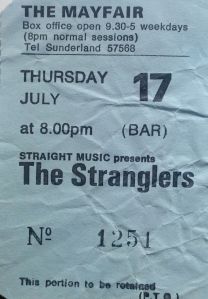 THE MAYFAIR
Box office open 9.30-5 weekdays
(8pm normal sessions)
Tel Sunderland 57568
THURSDAY 17
JULY
at 8.00pm (BAR)
STRAIGHT MUSIC presents
The Stranglers
Nº 1251
This portion to be retained
(P.T.O.)